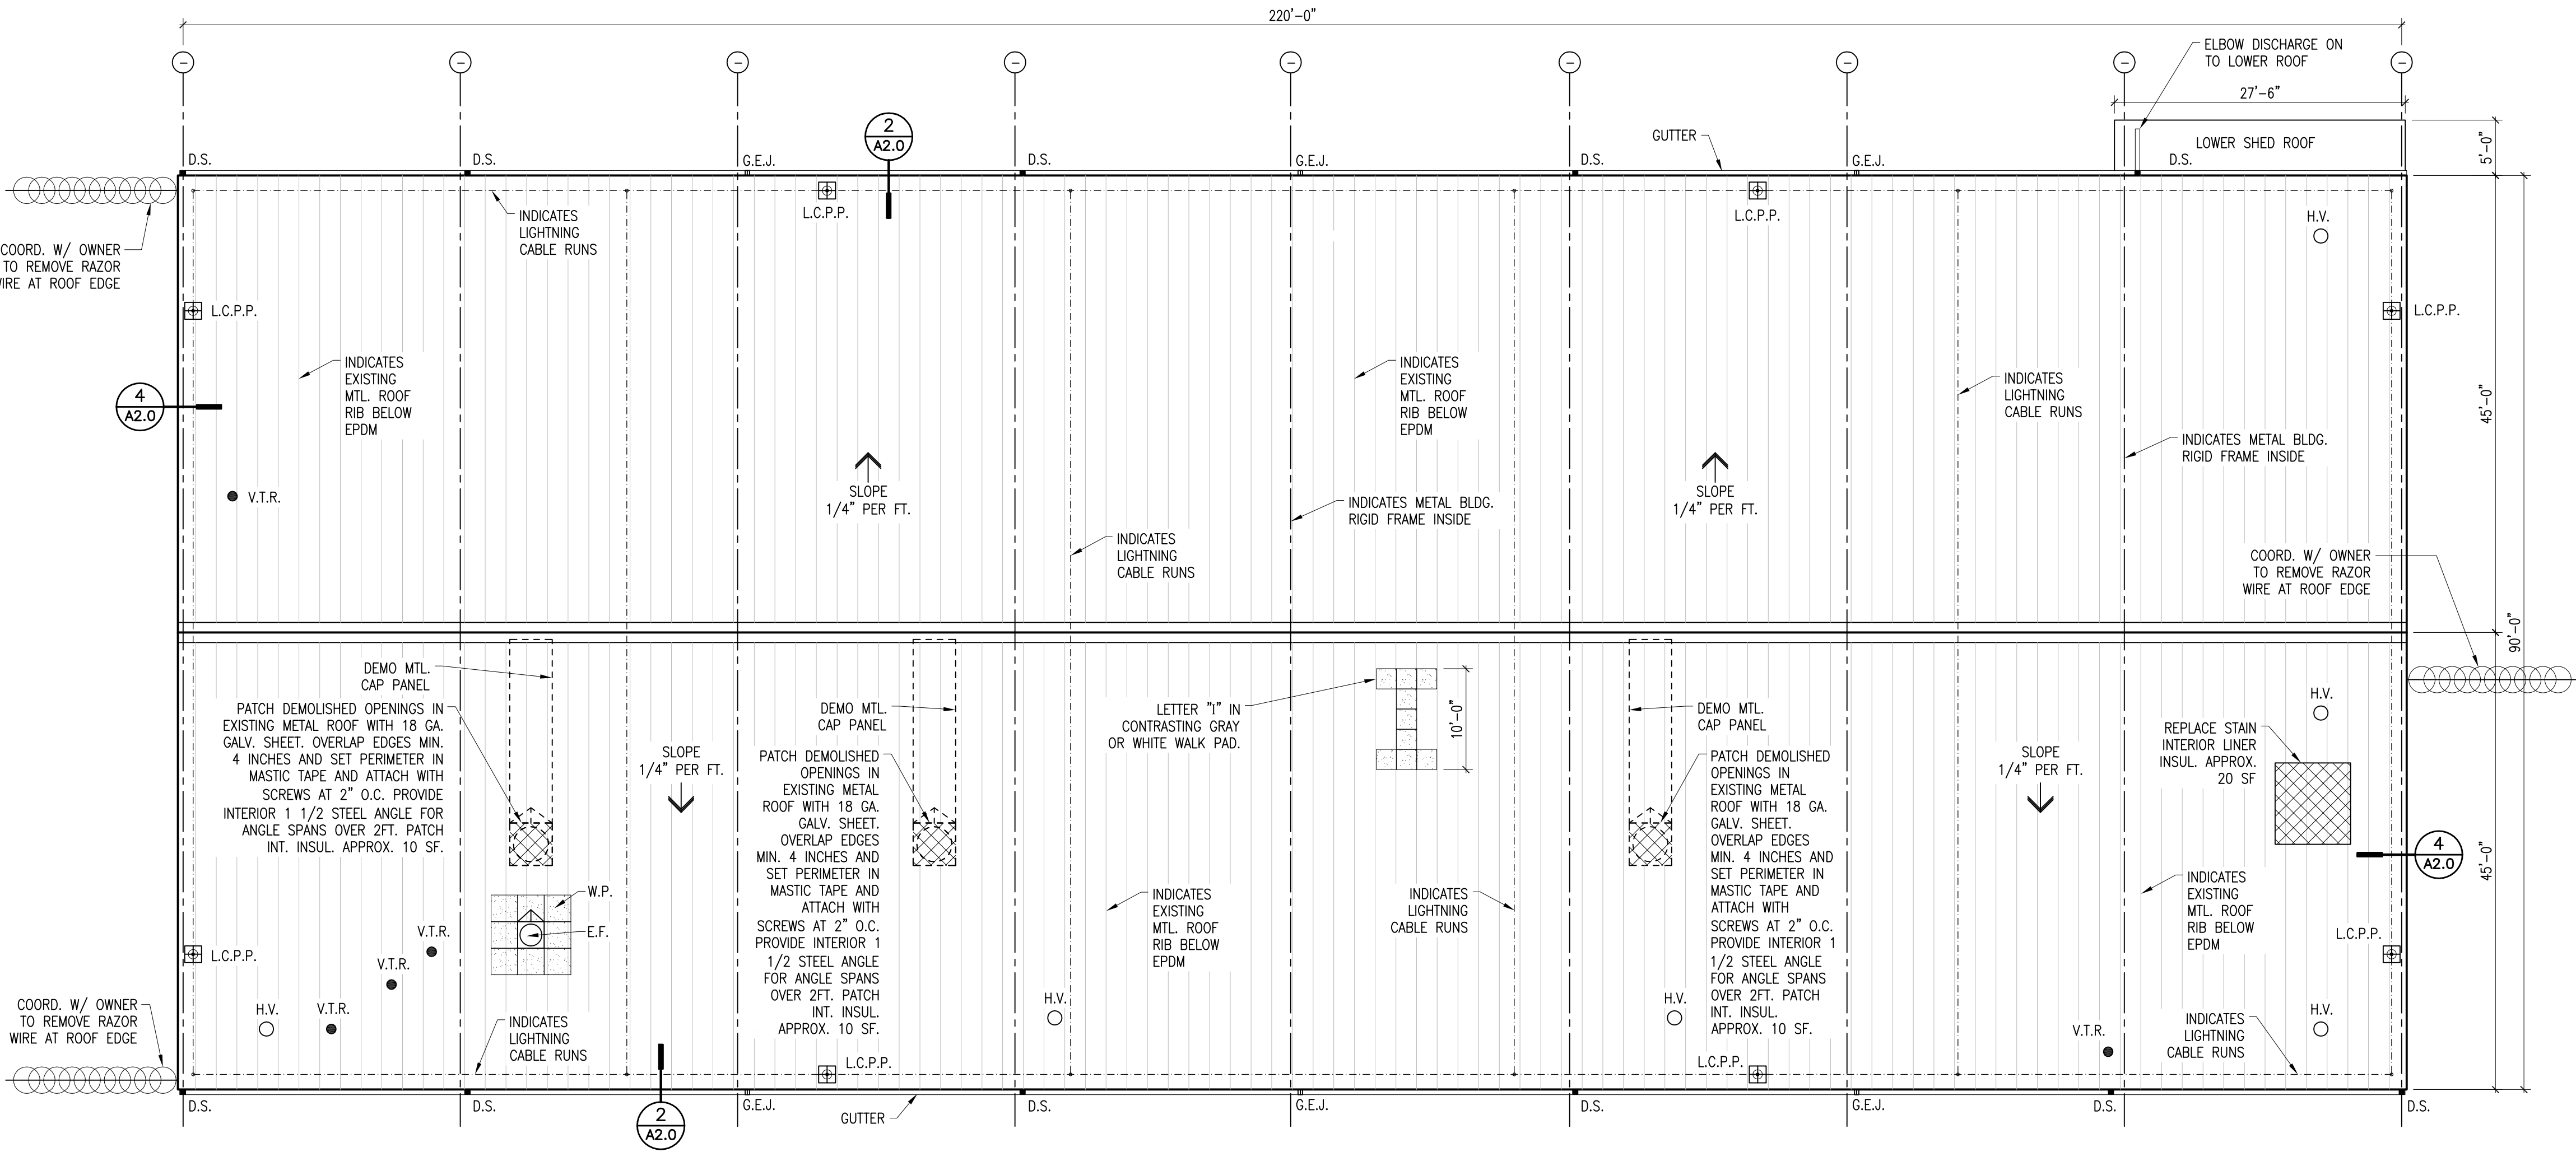 220'-0"
ELBOW DISCHARGE ON
TO LOWER ROOF
27'-6"
2
A2.0
GUTTER
LOWER SHED ROOF
5'-0"
D.S.
D.S.
G.E.J.
D.S.
G.E.J.
D.S.
G.E.J.
D.S.
L.C.P.P.
L.C.P.P.
H.V.
INDICATES
LIGHTNING
CABLE RUNS
COORD. W/ OWNER
TO REMOVE RAZOR
WIRE AT ROOF EDGE
L.C.P.P.
L.C.P.P.
4
A2.0
INDICATES
EXISTING
MTL. ROOF
RIB BELOW
EPDM
INDICATES
EXISTING
MTL. ROOF
RIB BELOW
EPDM
INDICATES
LIGHTNING
CABLE RUNS
45'-0"
INDICATES METAL BLDG.
RIGID FRAME INSIDE
V.T.R.
SLOPE
1/4" PER FT.
INDICATES METAL BLDG.
RIGID FRAME INSIDE
SLOPE
1/4" PER FT.
INDICATES
LIGHTNING
CABLE RUNS
COORD. W/ OWNER
TO REMOVE RAZOR
WIRE AT ROOF EDGE
90'-0"
DEMO MTL.
CAP PANEL
PATCH DEMOLISHED OPENINGS IN
EXISTING METAL ROOF WITH 18 GA.
GALV. SHEET. OVERLAP EDGES MIN.
4 INCHES AND SET PERIMETER IN
MASTIC TAPE AND ATTACH WITH
SCREWS AT 2" O.C. PROVIDE
INTERIOR 1 1/2 STEEL ANGLE FOR
ANGLE SPANS OVER 2FT. PATCH
INT. INSUL. APPROX. 10 SF.
SLOPE
1/4" PER FT.
DEMO MTL.
CAP PANEL
PATCH DEMOLISHED
OPENINGS IN
EXISTING METAL
ROOF WITH 18 GA.
GALV. SHEET.
OVERLAP EDGES
MIN. 4 INCHES AND
SET PERIMETER IN
MASTIC TAPE AND
ATTACH WITH
SCREWS AT 2" O.C.
PROVIDE INTERIOR 1
1/2 STEEL ANGLE
FOR ANGLE SPANS
OVER 2FT. PATCH
INT. INSUL.
APPROX. 10 SF.
LETTER "I" IN
CONTRASTING GRAY
OR WHITE WALK PAD.
10'-0"
DEMO MTL.
CAP PANEL
PATCH DEMOLISHED
OPENINGS IN
EXISTING METAL
ROOF WITH 18 GA.
GALV. SHEET.
OVERLAP EDGES
MIN. 4 INCHES AND
SET PERIMETER IN
MASTIC TAPE AND
ATTACH WITH
SCREWS AT 2" O.C.
PROVIDE INTERIOR 1
1/2 STEEL ANGLE
FOR ANGLE SPANS
OVER 2FT. PATCH
INT. INSUL.
APPROX. 10 SF.
SLOPE
1/4" PER FT.
H.V.
REPLACE STAIN
INTERIOR LINER
INSUL. APPROX.
20 SF
4
A2.0
45'-0"
W.P.
E.F.
INDICATES
EXISTING
MTL. ROOF
RIB BELOW
EPDM
INDICATES
LIGHTNING
CABLE RUNS
INDICATES
EXISTING
MTL. ROOF
RIB BELOW
EPDM
L.C.P.P.
V.T.R.
V.T.R.
L.C.P.P.
COORD. W/ OWNER
TO REMOVE RAZOR
WIRE AT ROOF EDGE
H.V.
V.T.R.
INDICATES
LIGHTNING
CABLE RUNS
H.V.
H.V.
V.T.R.
H.V.
INDICATES
LIGHTNING
CABLE RUNS
L.C.P.P.
L.C.P.P.
D.S.
D.S.
2
A2.0
G.E.J.
GUTTER
D.S.
G.E.J.
D.S.
G.E.J.
D.S.
D.S.